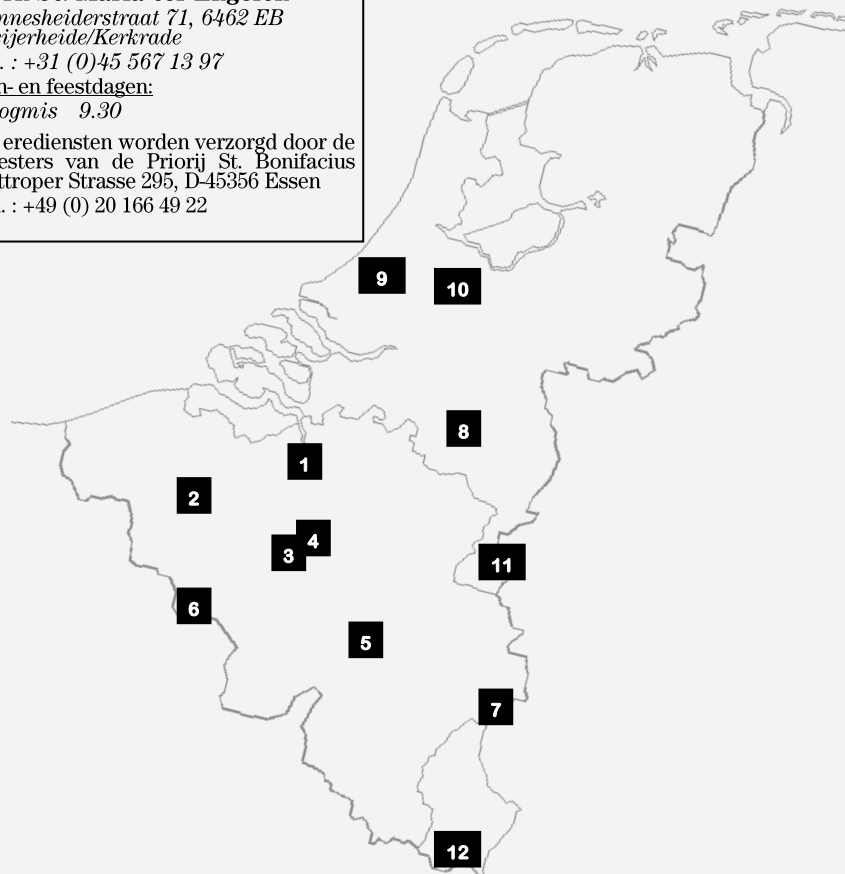 nnesheiderstraat 71, 6462 EB
ijerheide/Kerkrade
. : +31 (0)45 567 13 97
n- en feestdagen:
ogmis 9.30
erediensten worden verzorgd door de
esters van de Priorij St. Bonifacius
ttroper Strasse 295, D-45356 Essen
. : +49 (0) 20 166 49 22
9
10
8
1
2
4
3
11
6
5
7
12